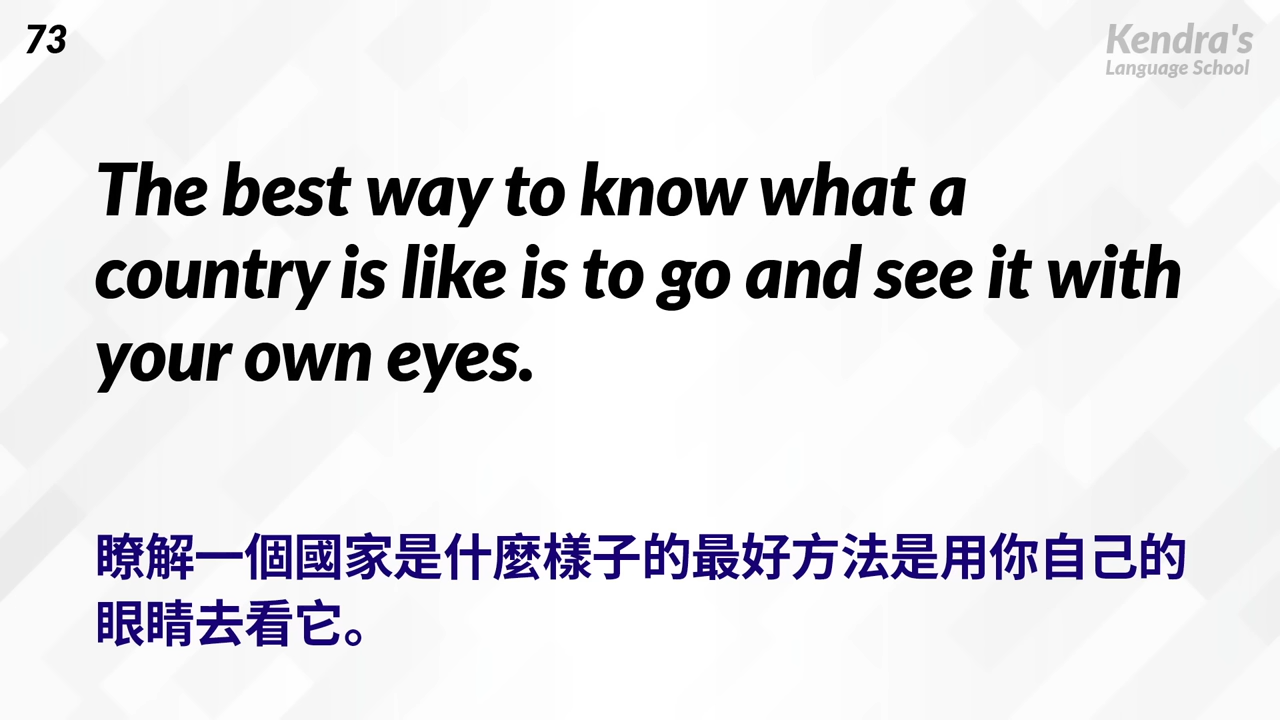 73
Kendra's
Language School
The best way to know what a
country is like is to go and see it with
your own eyes.
瞭解一個國家是什麼樣子的最好方法是用你自己的
眼睛去看它。